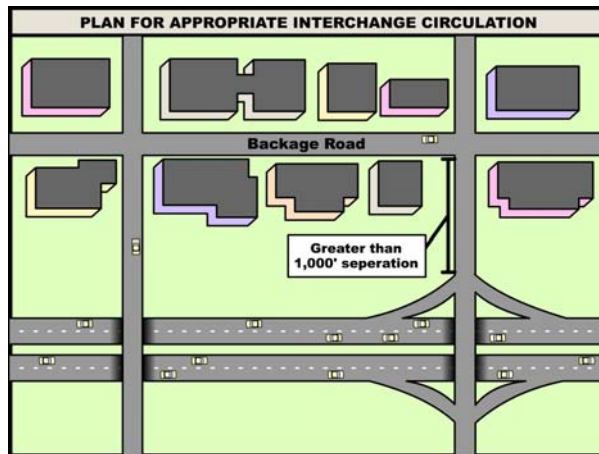 PLAN FOR APPROPRIATE INTERCHANGE CIRCULATION
Backage Road
Greater than
1,000' seperation